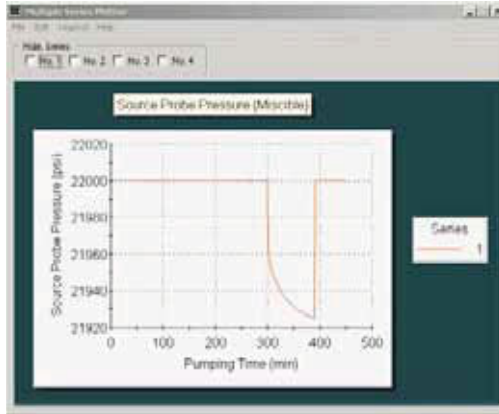 Multiple Series Plotter
File Edit Legend Help
Hide Series
No. 1 No. 2 No. 3 No. 4
Source Probe Pressure (Miscible)
Source Probe Pressure (psi)
22020
22000
21980
21960
21940
21920
0 100 200 300 400 500
Pumping Time (min)
Series
1